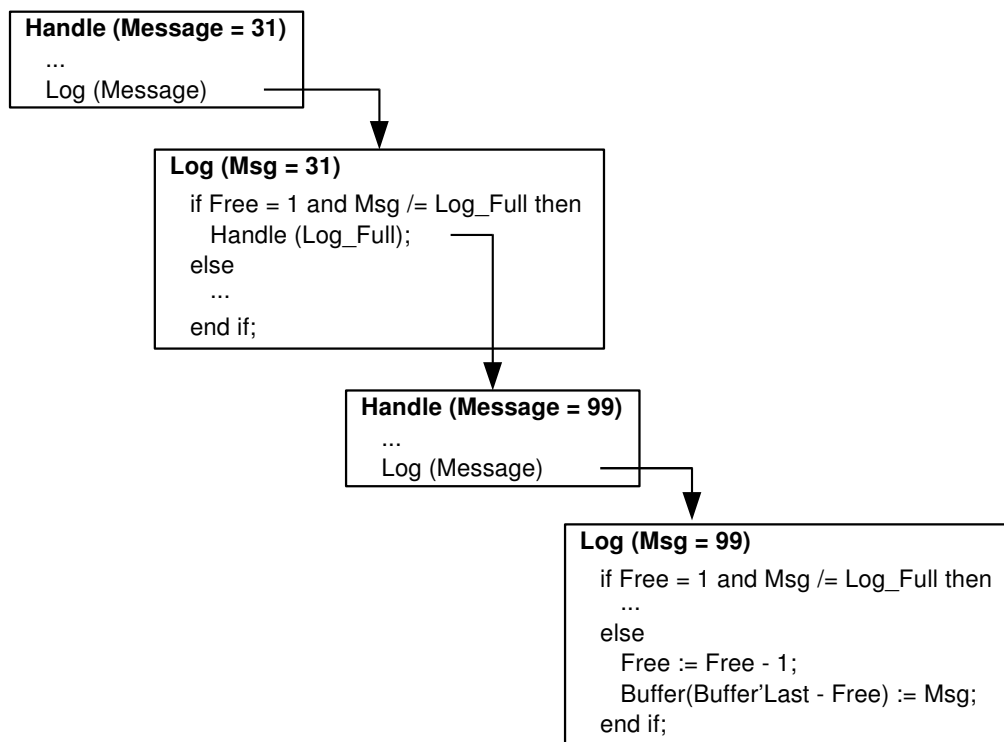 Handle (Message = 31)
...
Log (Message)
Log (Msg = 31)
if Free = 1 and Msg /= Log_Full then
Handle (Log_Full);
else
...
end if;
Handle (Message = 99)
...
Log (Message)
Log (Msg = 99)
if Free = 1 and Msg /= Log_Full then
...
else
Free := Free - 1;
Buffer(Buffer'Last - Free) := Msg;
end if;